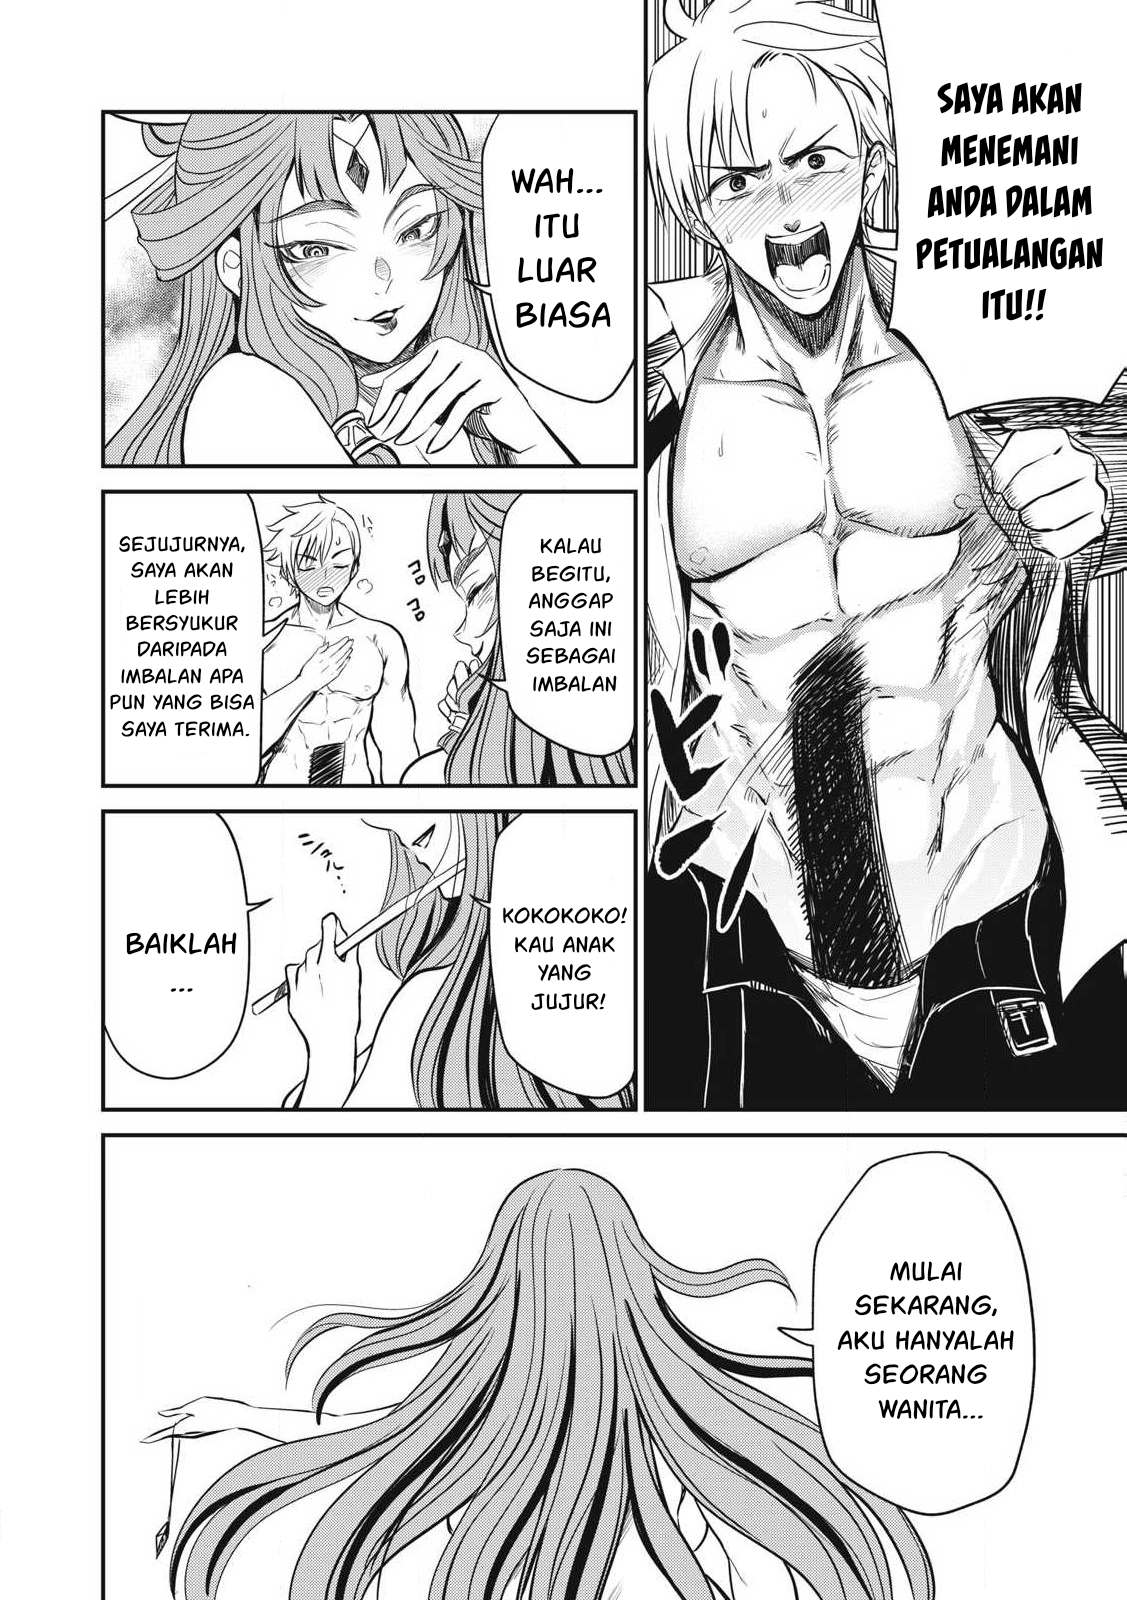 SAYA AKAN
MENEMANI
ANDA DALAM
PETUALANGAN
ITU!!
WAH...
ITU
LUAR
BIASA
KALAU
BEGITU,
ANGGAP
SAJA INI
SEBAGAI
IMBALAN
SEJUJURNYA,
SAYA AKAN
LEBIH
BERSYUKUR
DARIPADA
IMBALAN APA
PUN YANG BISA
SAYA TERIMA.
KOKOKOKO!
KAU ANAK
YANG
JUJUR!
BAIKLAH
...
MULAI
SEKARANG,
AKU HANYALAH
SEORANG
WANITA...